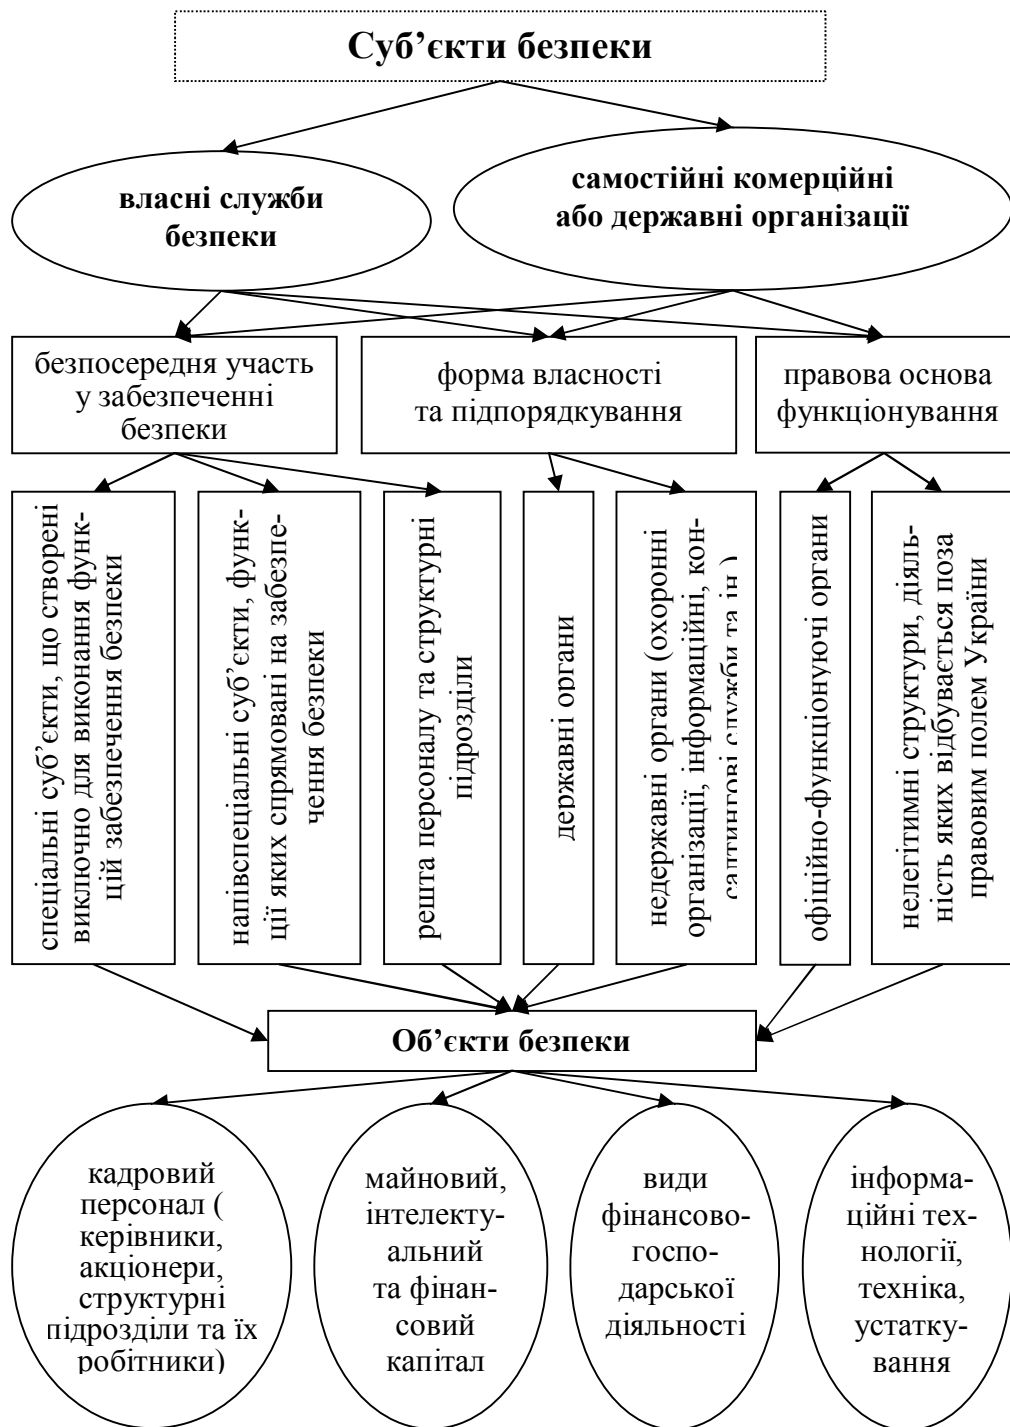 Суб’єкти безпеки
власні служби
безпеки
самостійні комерційні
або державні організації
безпосередня участь
у забезпеченні
безпеки
форма власності
та підпорядкування
правова основа
функціонування
спеціальні суб’єкти, що створені
виключно для виконання функ-
цій забезпечення безпеки
напівспеціальні суб’єкти, функ-
ції яких спрямовані на забезпе-
чення безпеки
решта персоналу та структурні
підрозділи
державні органи
недержавні органи (охоронні
організації, інформаційні, кон-
салтингові служби та ін.)
офіційно-функціонуючі органи
нелегітимні структури, діяль-
ність яких відбувається поза
правовим полем України
Об’єкти безпеки
кадровий
персонал (
керівники,
акціонери,
структурні
підрозділи та їх
робітники)
майновий,
інтелекту-
альний
та фінан-
совий
капітал
види
фінансово-
госпо-
дарської
діяльності
інформа-
ційні тех-
нології,
техніка,
устатку-
вання